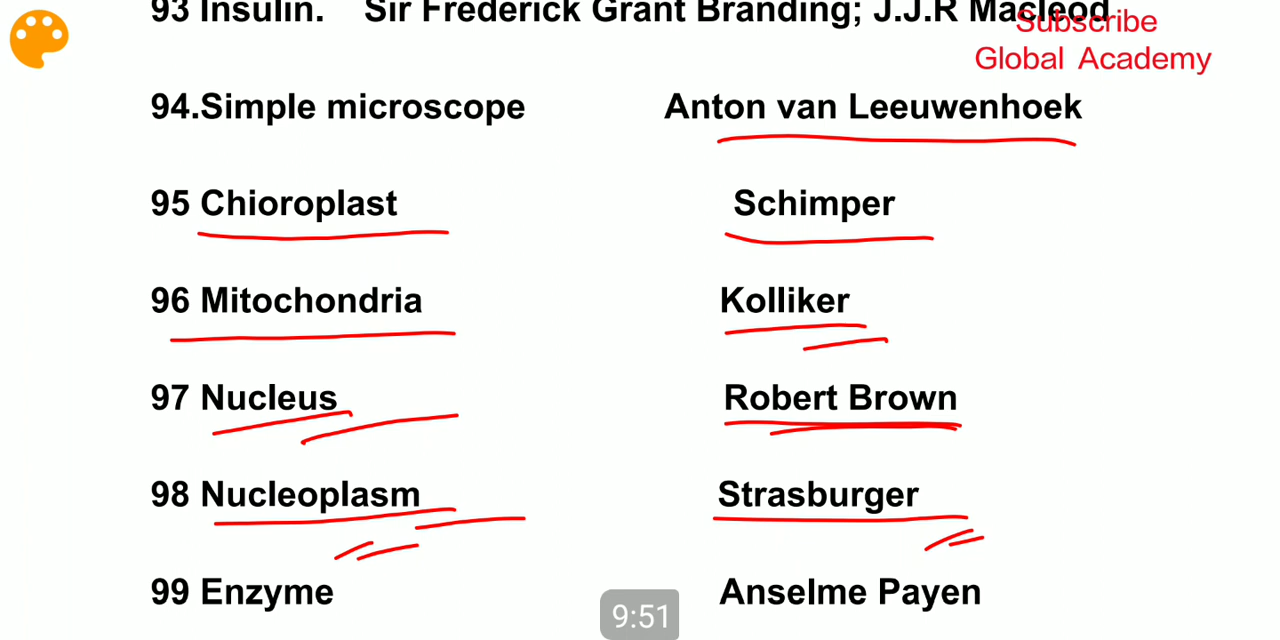 93 Insulin. Sir Frederick Grant Branding; J.J.R Macleod
Subscribe
Global Academy
94.Simple microscope Anton van Leeuwenhoek
95 Chioroplast Schimper
96 Mitochondria Kolliker
97 Nucleus Robert Brown
98 Nucleoplasm Strasburger
99 Enzyme Anselme Payen
9:51